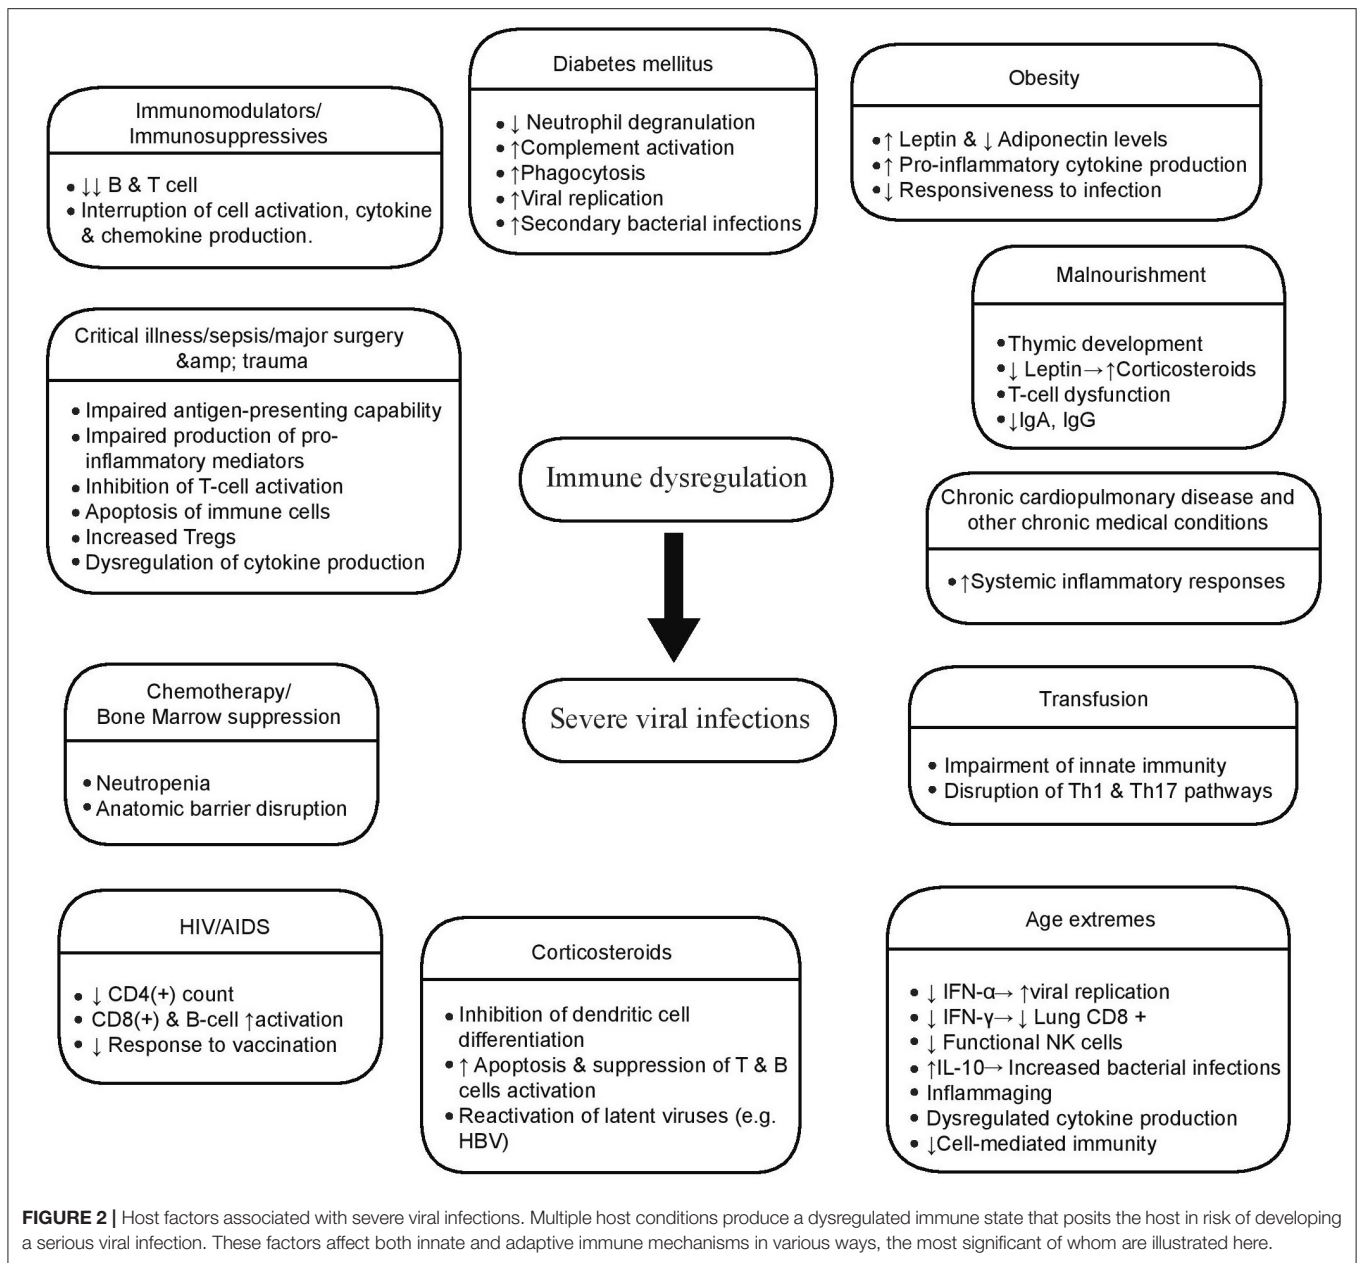 Diabetes mellitus
• ↓ Neutrophil degranulation
• ↑Complement activation
• ↑Phagocytosis
• ↑Viral replication
• ↑Secondary bacterial infections
Obesity
•↑ Leptin & ↓ Adiponectin levels
•↑ Pro-inflammatory cytokine production
•↓ Responsiveness to infection
Immunomodulators/
Immunosuppressives
• ↓↓ B & T cell
• Interruption of cell activation, cytokine
& chemokine production.
Malnourishment
•Thymic development
•↓ Leptin→↑Corticosteroids
•T-cell dysfunction
•↓IgA, IgG
Critical illness/sepsis/major surgery
&amp; trauma
• Impaired antigen-presenting capability
• Impaired production of pro-
inflammatory mediators
• Inhibition of T-cell activation
• Apoptosis of immune cells
• Increased Tregs
• Dysregulation of cytokine production
Immune dysregulation
Chronic cardiopulmonary disease and
other chronic medical conditions
•↑Systemic inflammatory responses
Severe viral infections
Chemotherapy/
Bone Marrow suppression
• Neutropenia
• Anatomic barrier disruption
Transfusion
• Impairment of innate immunity
• Disruption of Th1 & Th17 pathways
HIV/AIDS
• ↓ CD4(+) count
• CD8(+) & B-cell ↑activation
• ↓ Response to vaccination
Corticosteroids
• Inhibition of dendritic cell
differentiation
• ↑ Apoptosis & suppression of T & B
cells activation
• Reactivation of latent viruses (e.g.
HBV)
Age extremes
• ↓ IFN-α→ ↑viral replication
• ↓ IFN-γ→ ↓ Lung CD8 +
• ↓ Functional NK cells
• ↑IL-10→ Increased bacterial infections
• Inflammaging
• Dysregulated cytokine production
• ↓Cell-mediated immunity
FIGURE 2 | Host factors associated with severe viral infections. Multiple host conditions produce a dysregulated immune state that posits the host in risk of developing
a serious viral infection. These factors affect both innate and adaptive immune mechanisms in various ways, the most significant of whom are illustrated here.